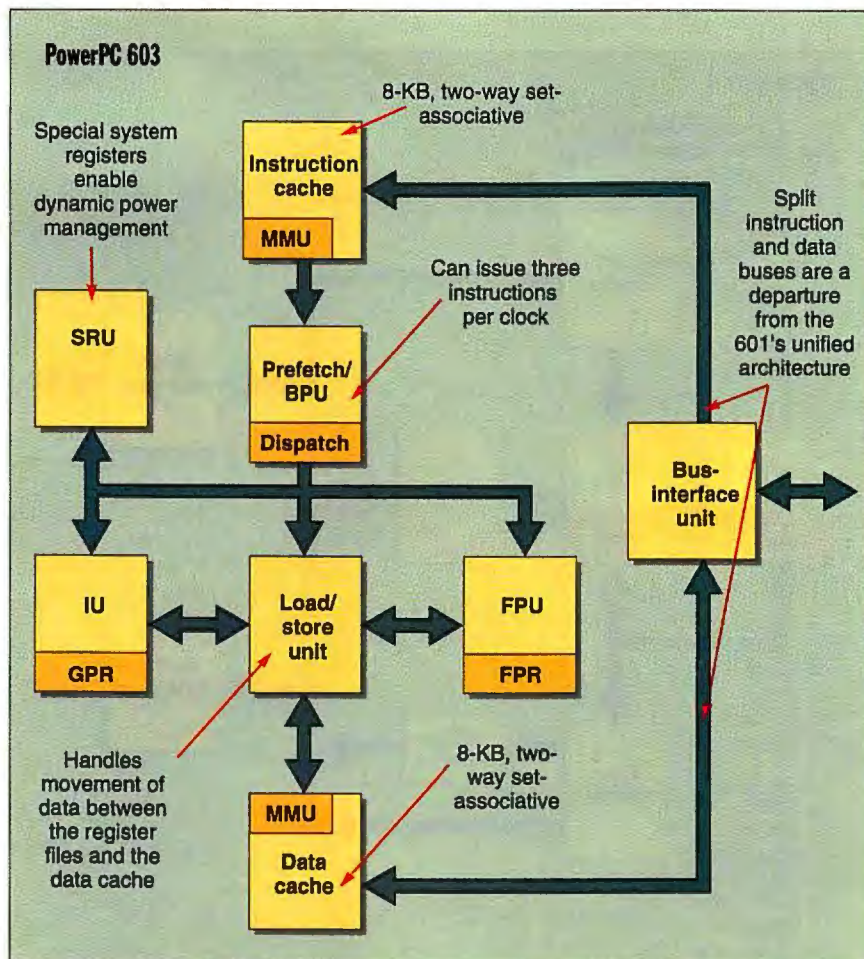 PowerPC 603
8-KB, two-way set-
associative
Special system
registers
enable
dynamic power
management
Instruction
cache
MMU
Split
instruction
and data
buses are a
departure
from the
601's unified
architecture
Can issue three
instructions
per clock
SRU
Prefetch/
BPU
Dispatch
Bus-
interface
unit
IU
GPR
Load/
store
unit
FPU
FPR
Handles
movement of
data between
the register
files and the
data cache
8-KB, two-
way set-
associative
MMU
Data
cache